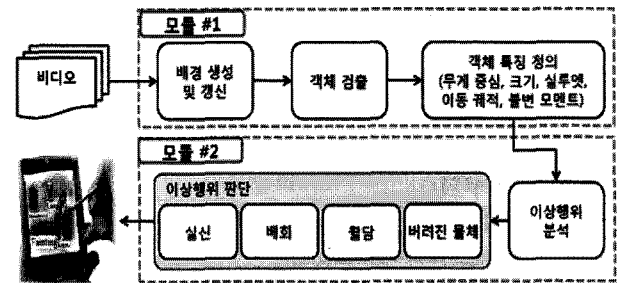 모듈 #1
비디오
배경 생성
및 갱신
객체 검출
객체 특징 정의
(무게 중심, 크기, 실루엣,
이동 궤적, 불변 모멘트)
모듈 #2
이상행위 판단
실신
배회
월담
버려진 물체
이상행위
분석